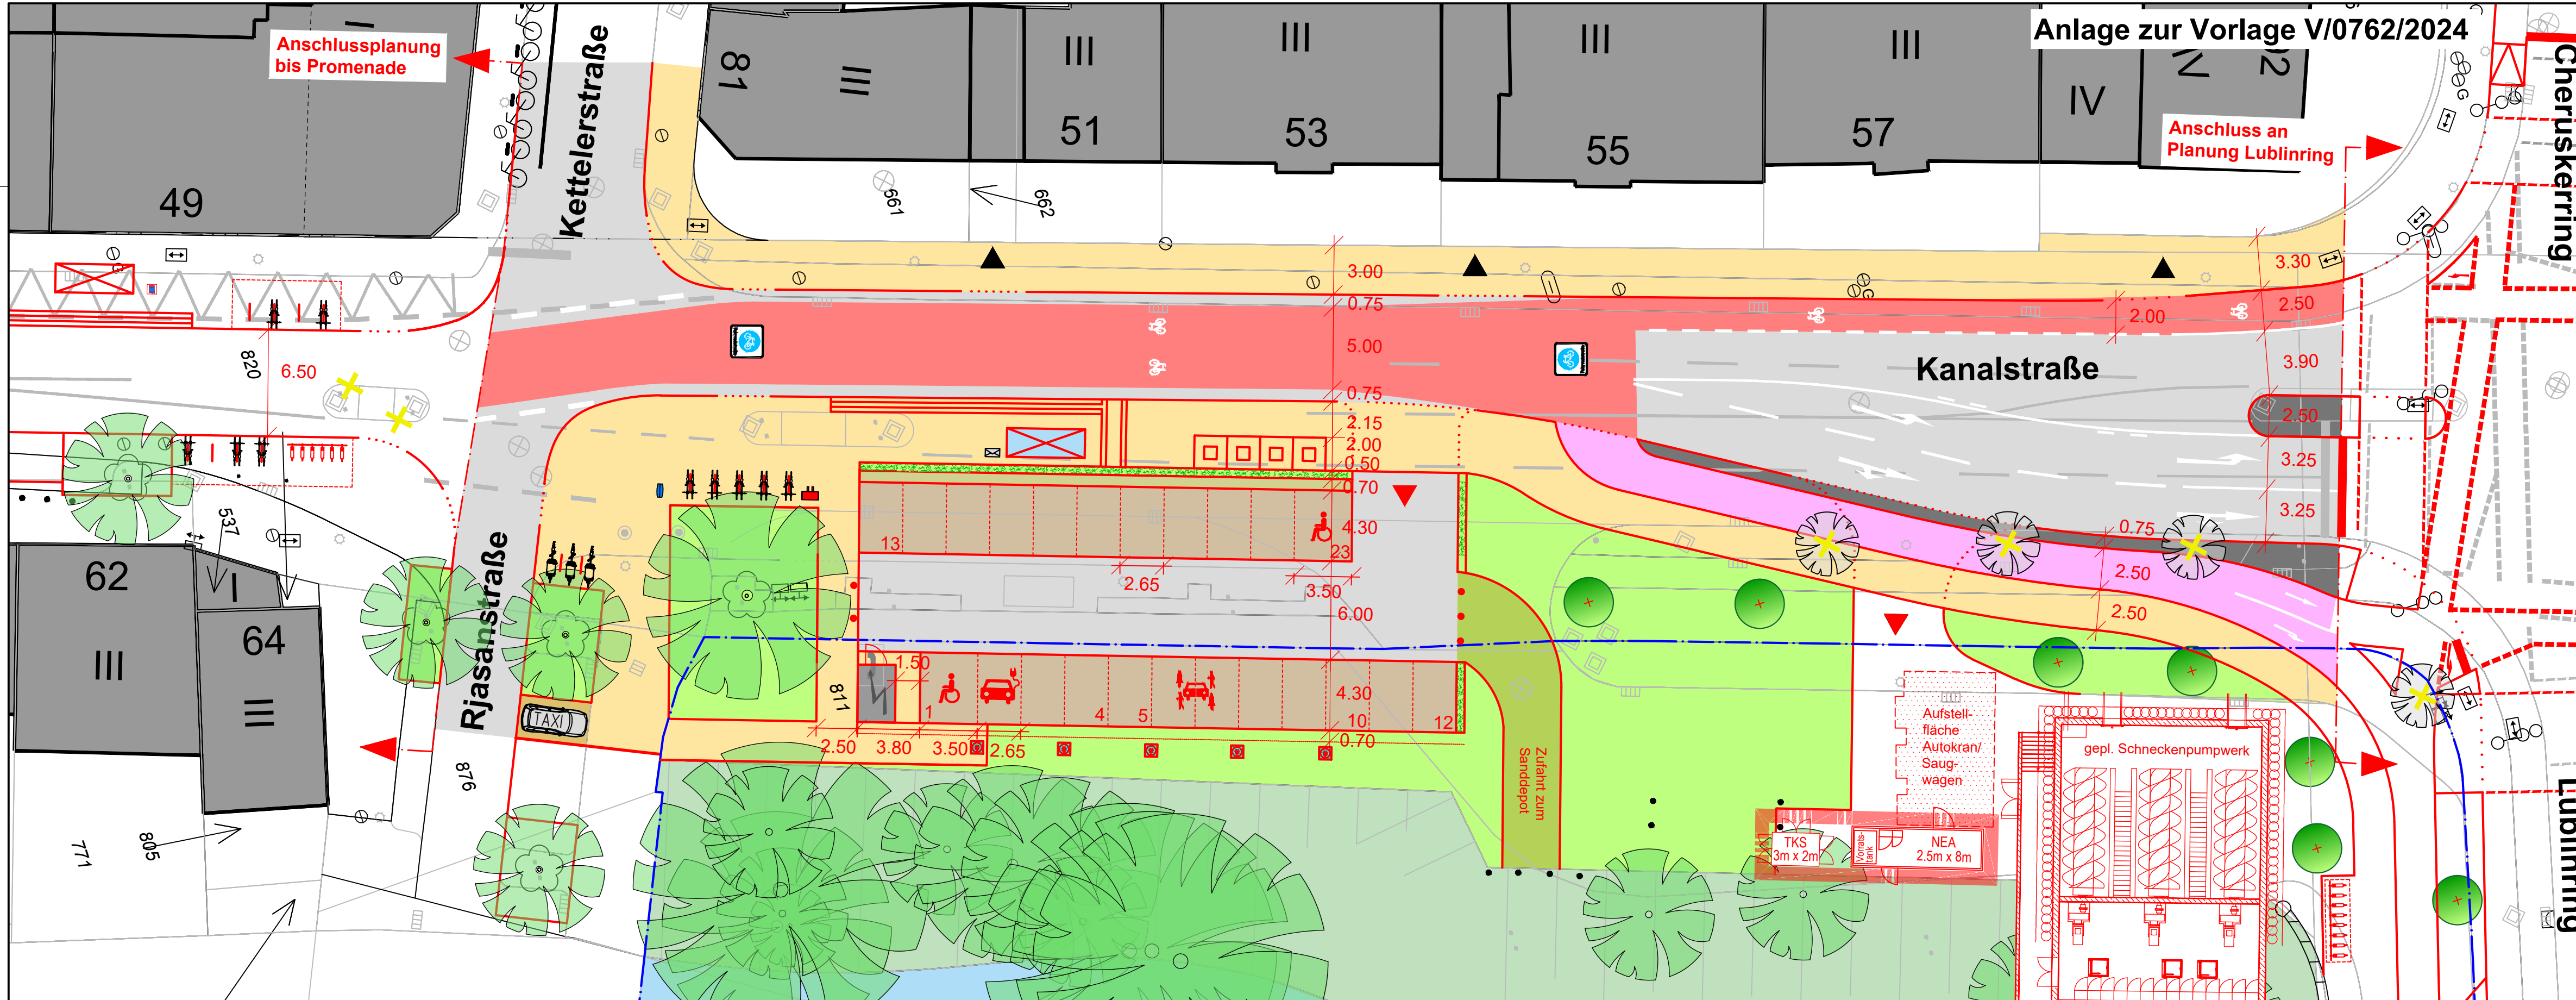 Anlage zur Vorlage V/0762/2024
Anschlussplanung
bis Promenade
Kettelerstraße
81
III
I
III
51
III
53
III
55
III
57
IV
IV
92
49
Anschluss an
Planung Lublinring
Cheruskerring
661
662
3.00
0.75
5.00
0.75
2.15
2.00
0.50
0.70
4.30
3.30
2.50
2.00
3.90
2.50
3.25
3.25
0.75
2.50
2.50
Kanalstraße
820
6.50
537
62
III
I
64
III
Rjasanstraße
TAXI
13
23
2.65
3.50
6.00
1.50
811
1
4
5
10
12
4.30
0.70
2.50
3.80
3.50
2.65
876
805
771
Zufahrt zum
Sanddepot
Aufstell-
fläche
Autokran/
Saug-
wagen
gepl. Schneckenpumpwerk
TKS
3m x 2m
Vorrats
tank
NEA
2.5m x 8m
Lublinring